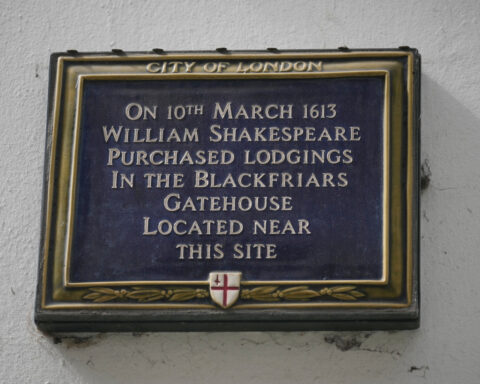 CITY OF LONDON
ON 10TH MARCH 1613
WILLIAM SHAKESPEARE
PURCHASED LODGINGS
IN THE BLACKFRIARS
GATEHOUSE
LOCATED NEAR
THIS SITE